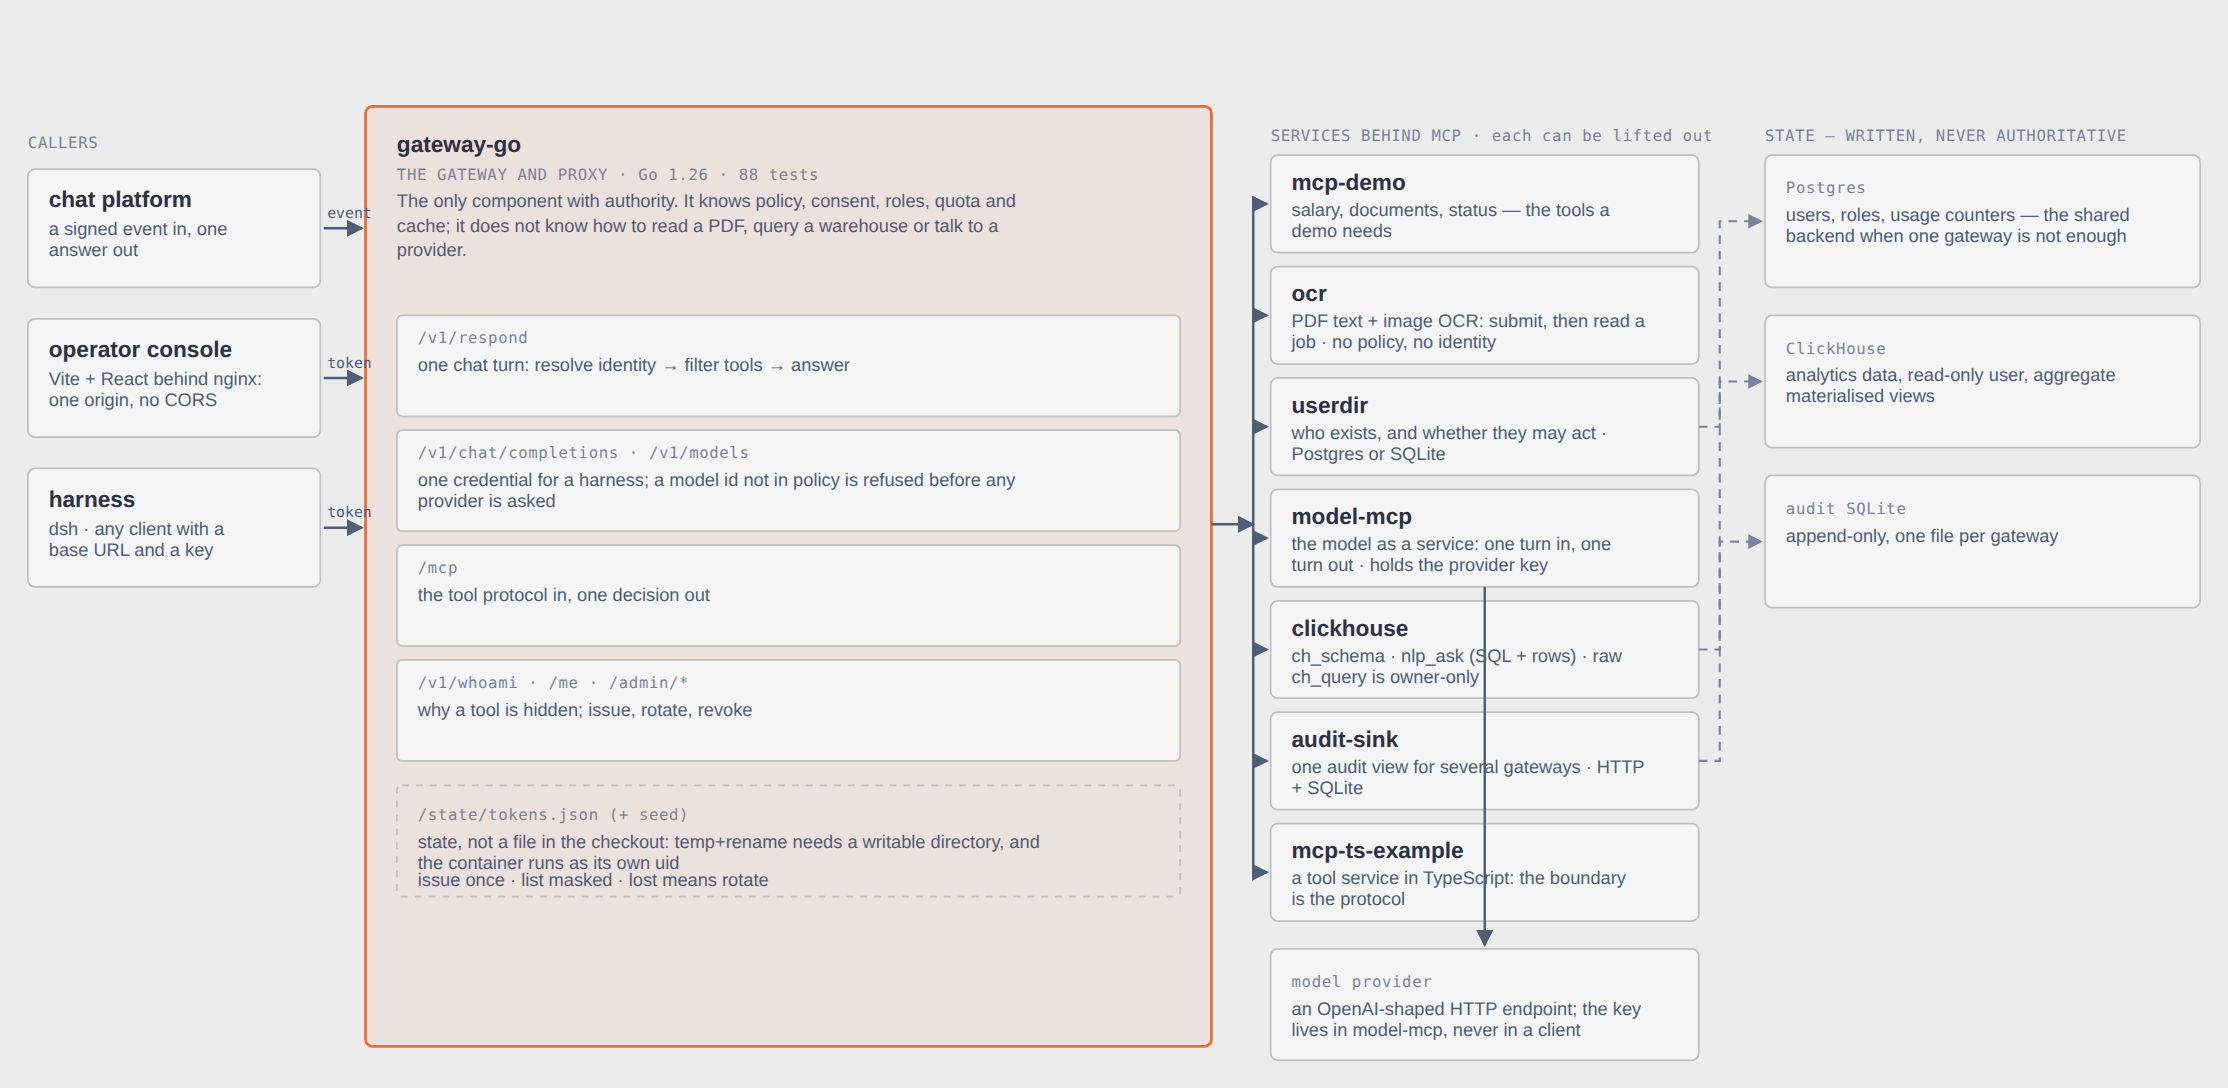 CALLERS
chat platform
a signed event in, one
answer out
event
operator console
Vite + React behind nginx:
one origin, no CORS
token
harness
dsh · any client with a
base URL and a key
token
gateway-go
THE GATEWAY AND PROXY · Go 1.26 · 88 tests
The only component with authority. It knows policy, consent, roles, quota and
cache; it does not know how to read a PDF, query a warehouse or talk to a
provider.
/v1/respond
one chat turn: resolve identity → filter tools → answer
/v1/chat/completions · /v1/models
one credential for a harness; a model id not in policy is refused before any
provider is asked
/mcp
the tool protocol in, one decision out
/v1/whoami · /me · /admin/*
why a tool is hidden; issue, rotate, revoke
/state/tokens.json (+ seed)
state, not a file in the checkout: temp+rename needs a writable directory, and
the container runs as its own uid
issue once · list masked · lost means rotate
SERVICES BEHIND MCP · each can be lifted out
mcp-demo
salary, documents, status — the tools a
demo needs
ocr
PDF text + image OCR: submit, then read a
job · no policy, no identity
userdir
who exists, and whether they may act ·
Postgres or SQLite
model-mcp
the model as a service: one turn in, one
turn out · holds the provider key
clickhouse
ch_schema · nlp_ask (SQL + rows) · raw
ch_query is owner-only
audit-sink
one audit view for several gateways · HTTP
+ SQLite
mcp-ts-example
a tool service in TypeScript: the boundary
is the protocol
model provider
an OpenAI-shaped HTTP endpoint; the key
lives in model-mcp, never in a client
STATE — WRITTEN, NEVER AUTHORITATIVE
Postgres
users, roles, usage counters — the shared
backend when one gateway is not enough
ClickHouse
analytics data, read-only user, aggregate
materialised views
audit SQLite
append-only, one file per gateway